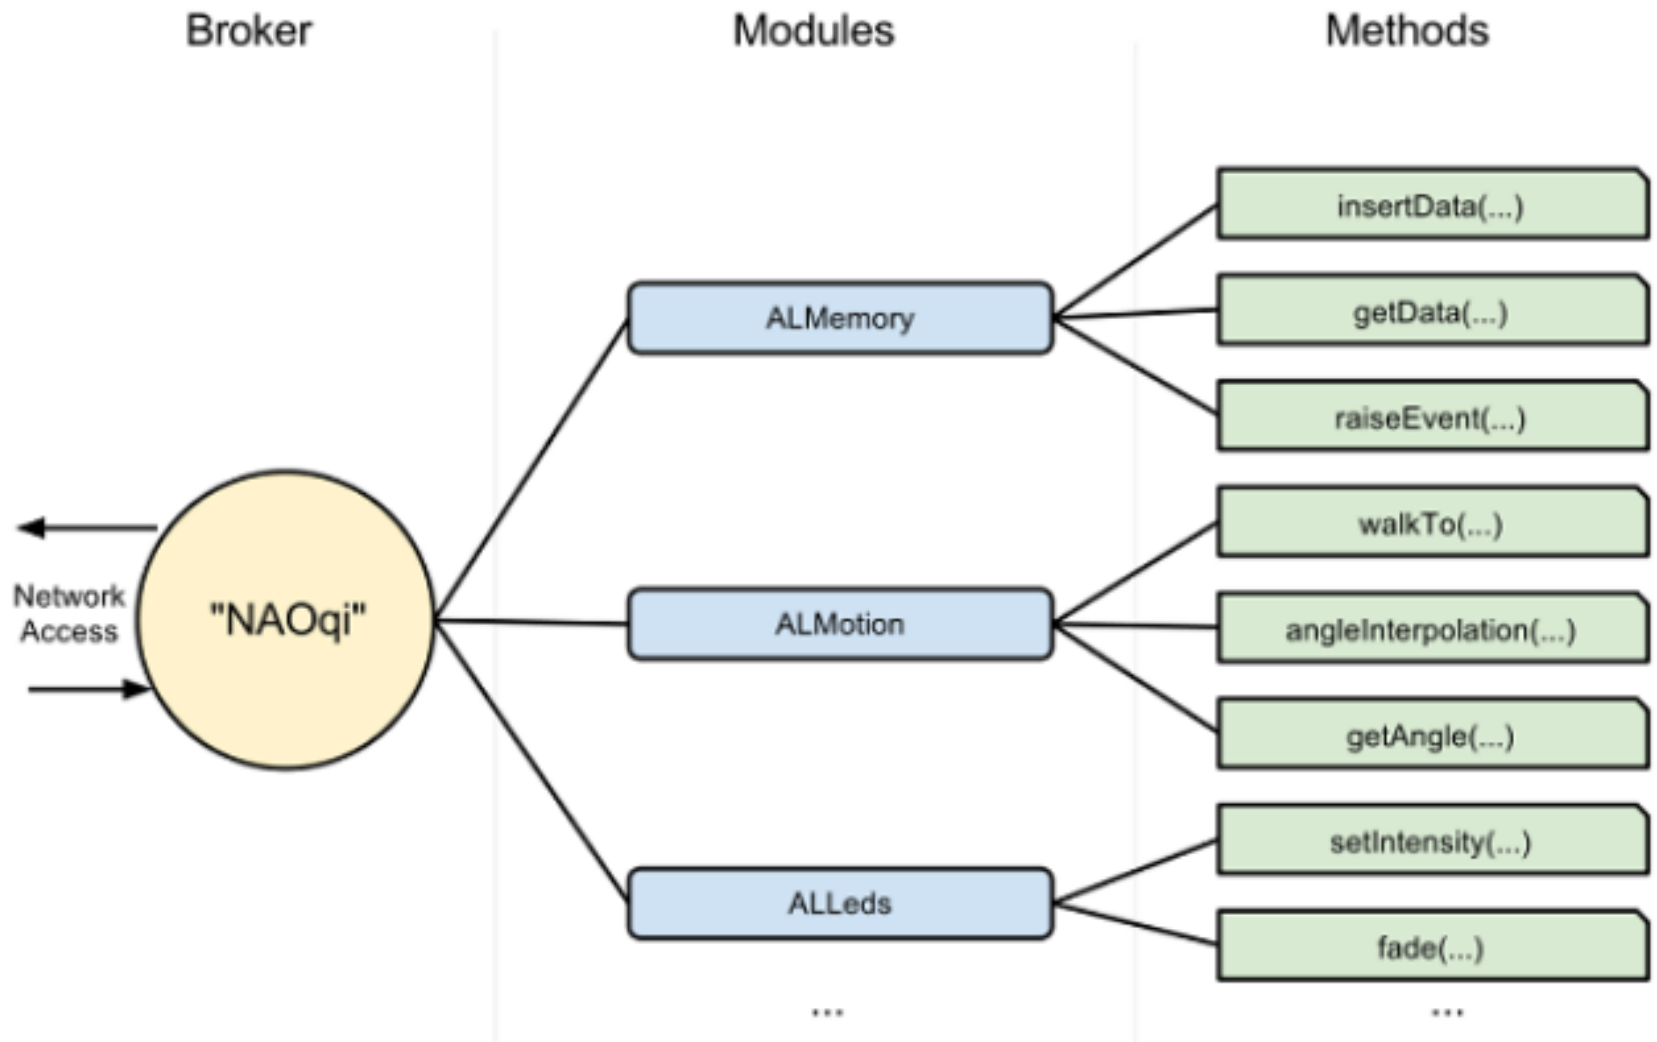 Broker
Modules
Methods
insertData(...)
getData(...)
raiseEvent(...)
walkTo(...)
angleInterpolation(...)
getAngle(...)
setIntensity(...)
fade(...)
...
ALMemory
ALMotion
ALLeds
...
"NAOqi"
Network
Access